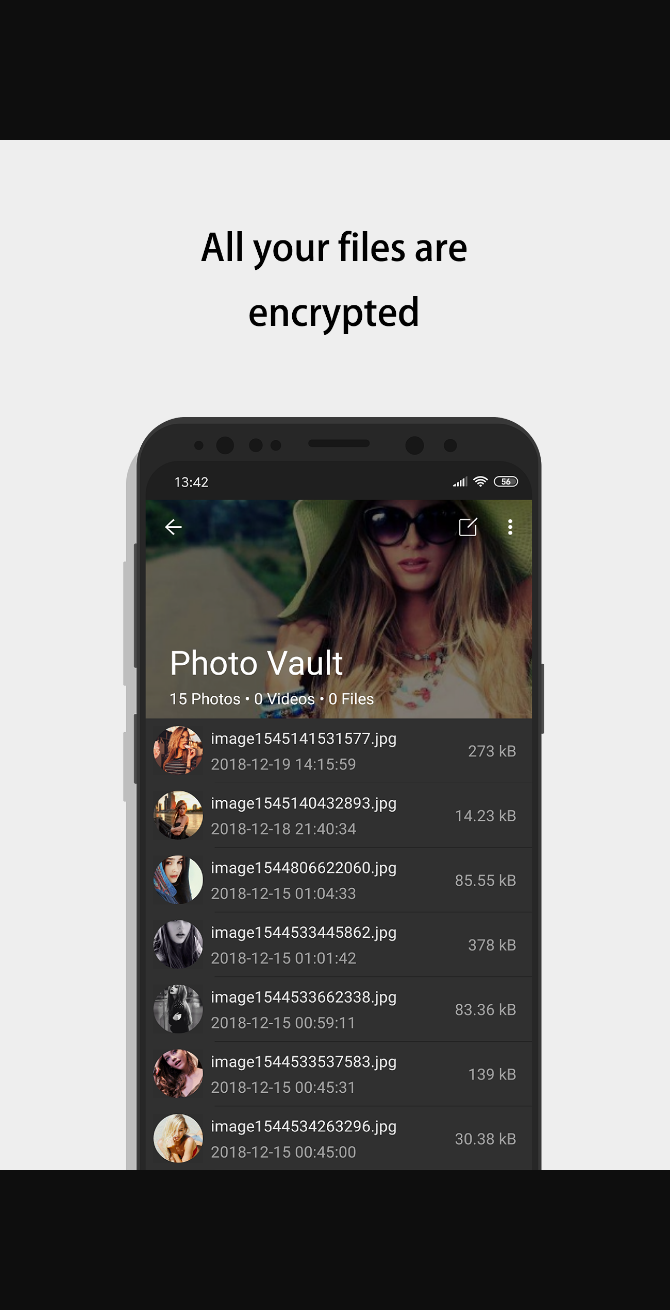 All your files are
encrypted
13:42
56
Photo Vault
15 Photos • 0 Videos • 0 Files
image1545141531577.jpg
2018-12-19 14:15:59
273 kB
image1545140432893.jpg
2018-12-18 21:40:34
14.23 kB
image1544806622060.jpg
2018-12-15 01:04:33
85.55 kB
image1544533445862.jpg
2018-12-15 01:01:42
378 kB
image1544533662338.jpg
2018-12-15 00:59:11
83.36 kB
image1544533537583.jpg
2018-12-15 00:45:31
139 kB
image1544534263296.jpg
2018-12-15 00:45:00
30.38 kB